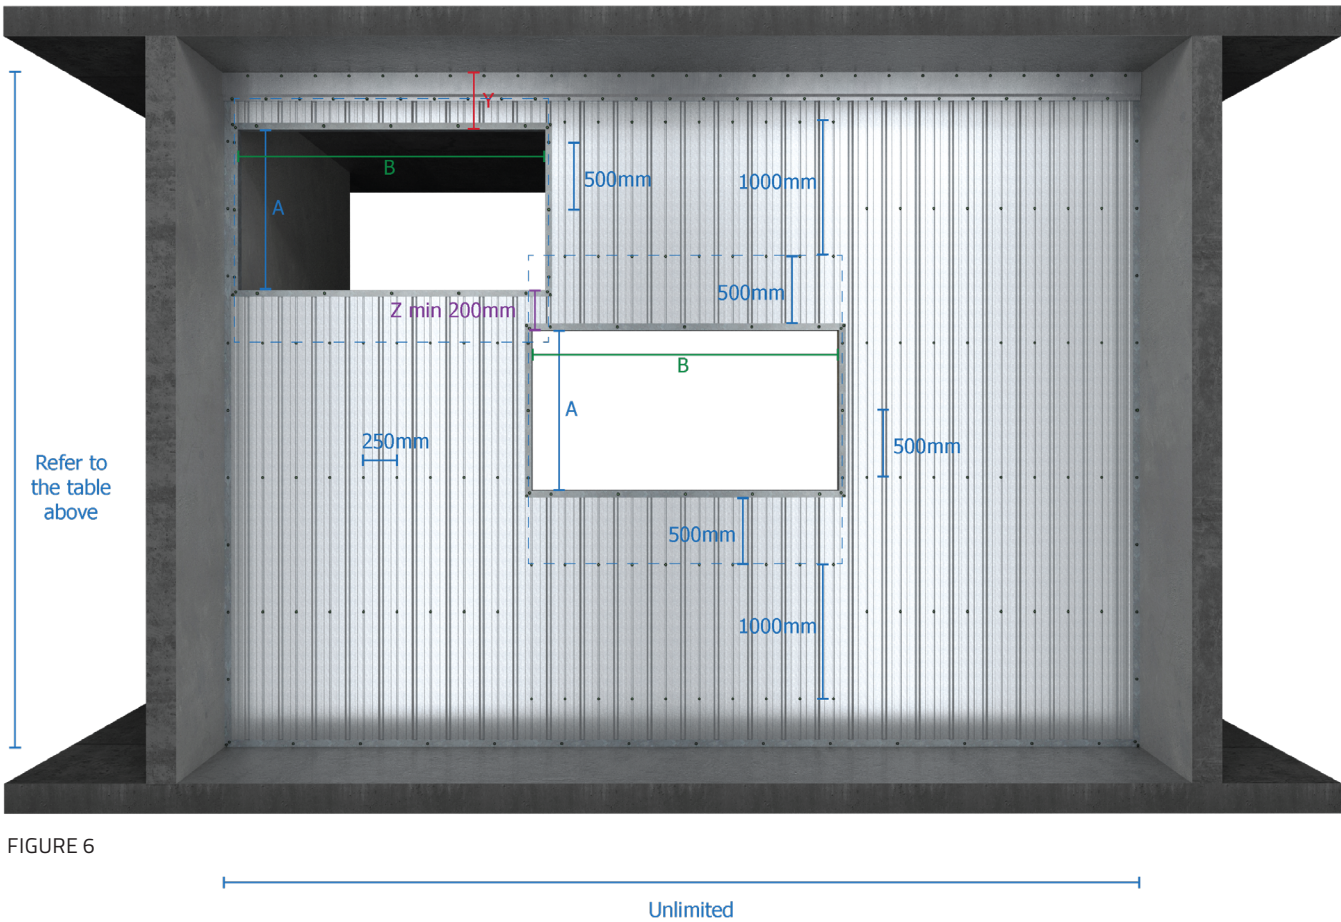 Y
B
500mm
1000mm
A
500mm
Z min 200mm
B
A
250mm
500mm
Refer to
the table
above
500mm
1000mm
FIGURE 6
Unlimited